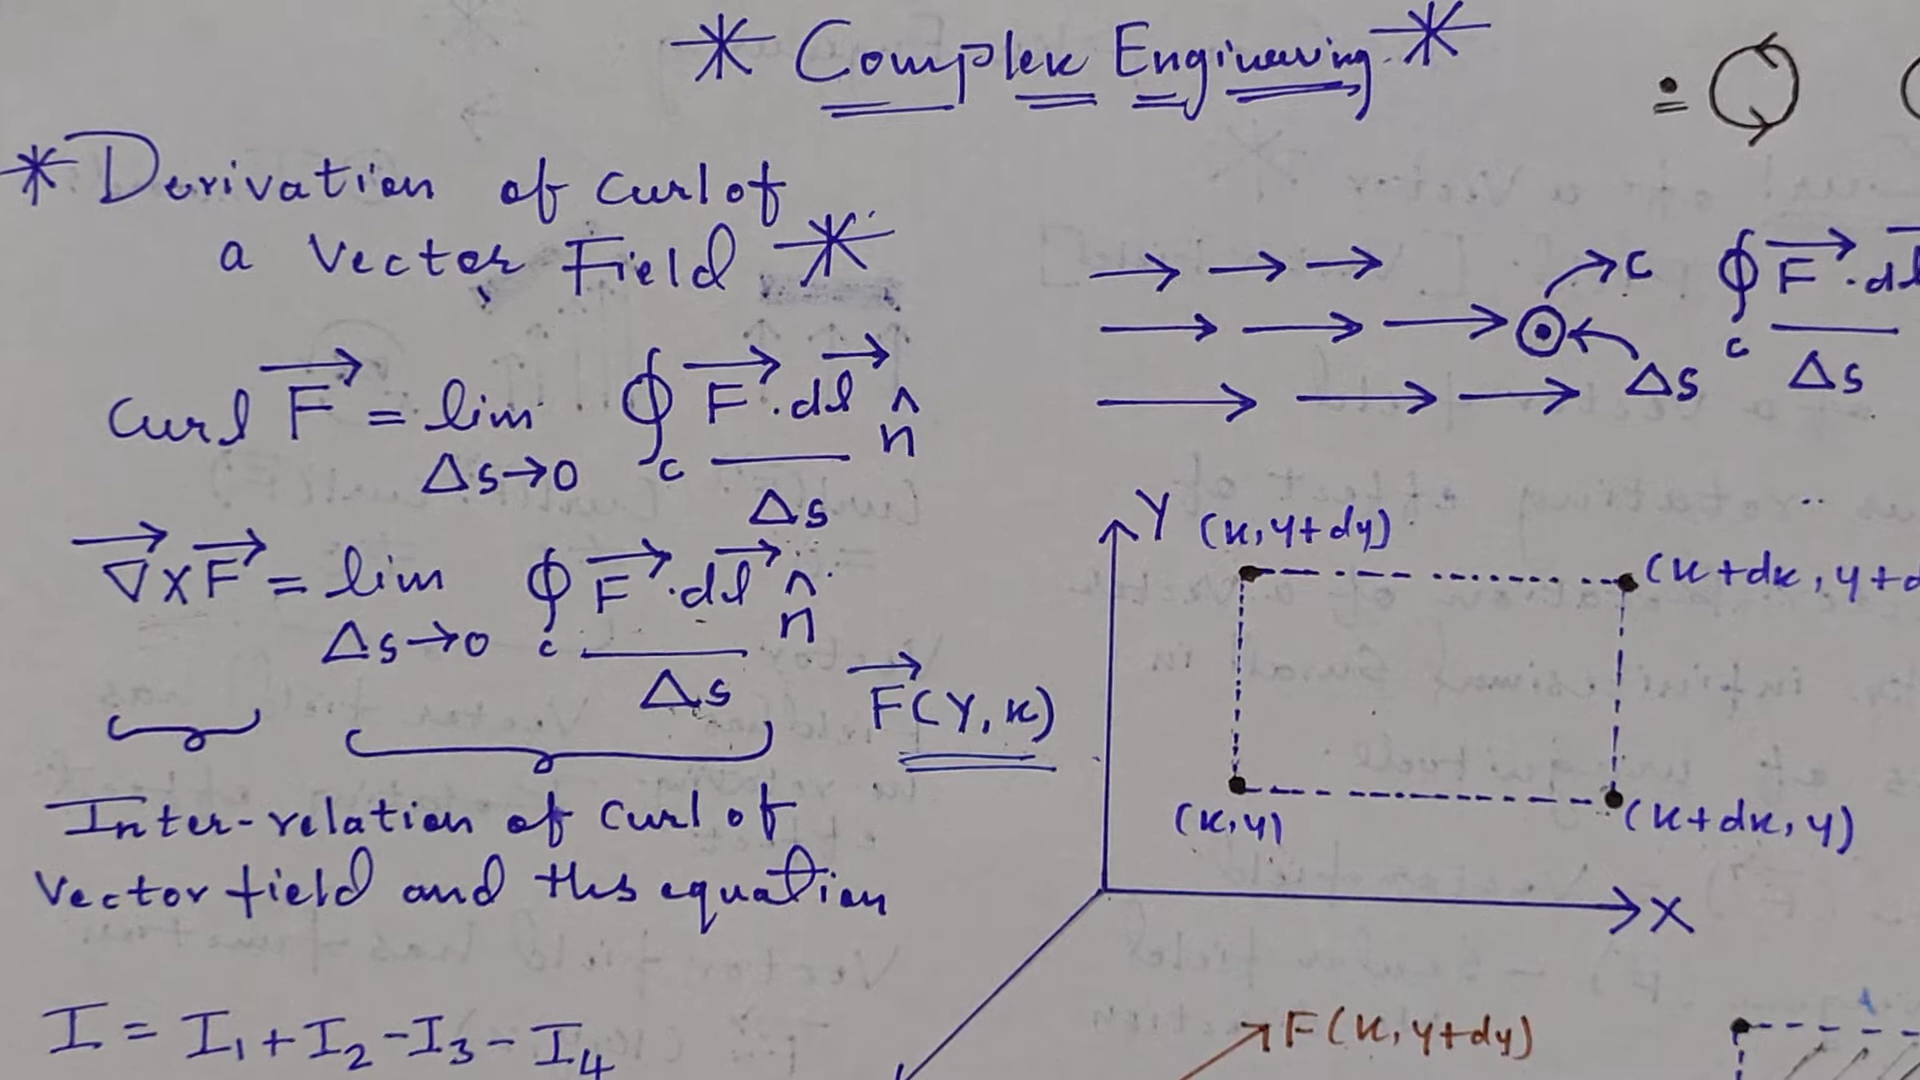 * Complex Engineering *
* Derivation of curl of
a Vector Field *
Curl F⃗ = lim Δs→0 ∮c F⃗.dl⃗ / Δs n̂
∇⃗×F⃗ = lim Δs→0 ∮c F⃗.dl⃗ / Δs n̂
F⃗(Y,x)
Inter-relation of curl of
Vector field and this equation
I = I₁+I₂-I₃-I₄
c
Δs
∮c F⃗.dl / Δs
Y
(x,y+dy)
(x+dx, y+d
(x,y)
(x+dx, y)
X
F(x,y+dy)